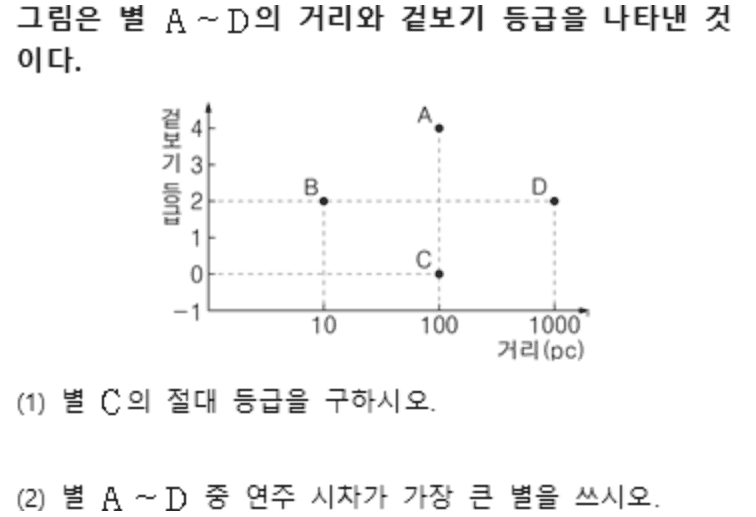 그림은 별 A ~ D의 거리와 겉보기 등급을 나타낸 것
이다.
겉보기 등급
4
3
2
1
0
-1
A
B
D
C
10
100
1000
거리(pc)
(1) 별 C의 절대 등급을 구하시오.
(2) 별 A ~ D 중 연주 시차가 가장 큰 별을 쓰시오.